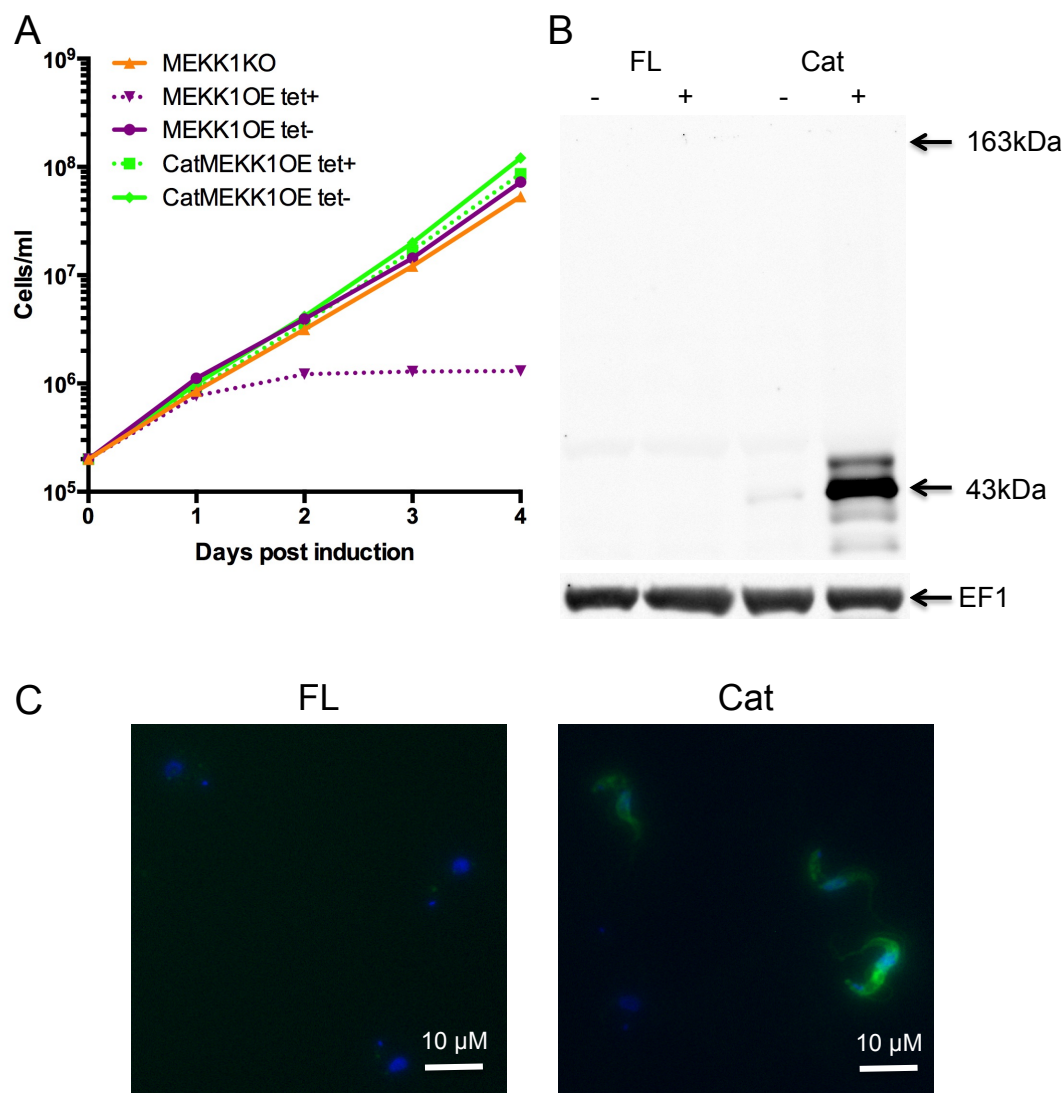 A
10⁹
10⁸
10⁷
10⁶
10⁵
Cells/ml
MEKK1KO
MEKK1OE tet+
MEKK1OE tet-
CatMEKK1OE tet+
CatMEKK1OE tet-
0 1 2 3 4
Days post induction
B
FL Cat
- + - +
163kDa
43kDa
EF1
C
FL Cat
10 µM 10 µM